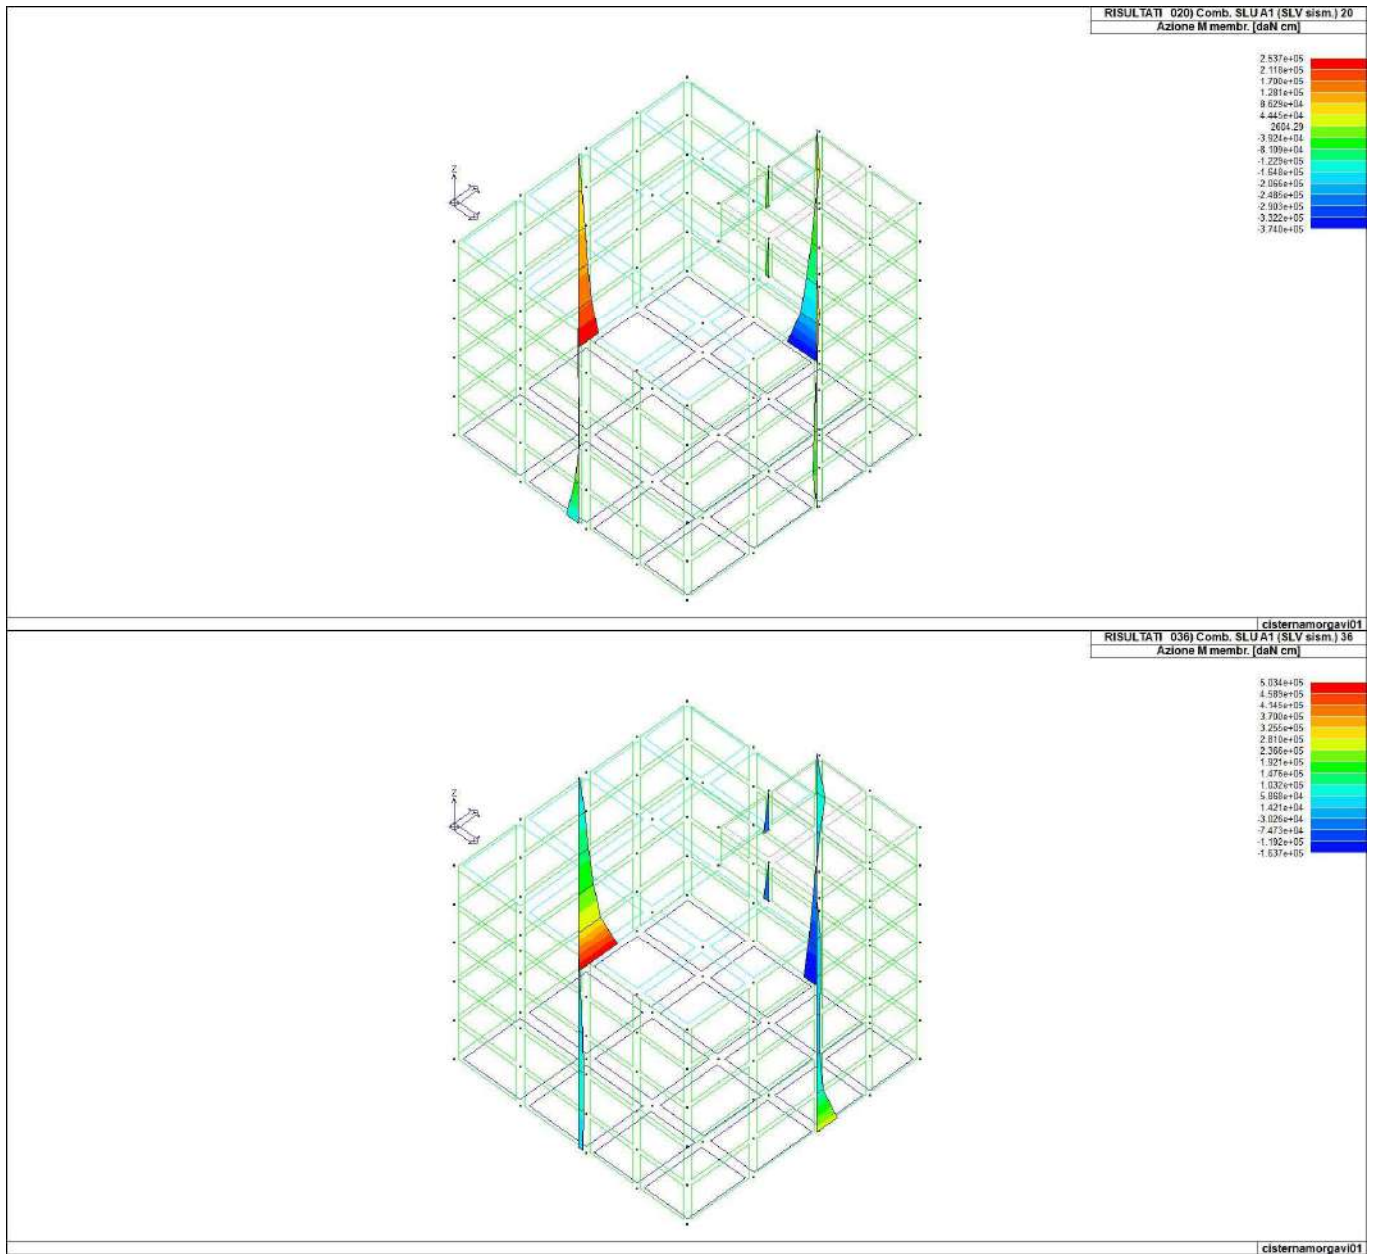 RISULTATI 020) Comb. SLU A1 (SLV sism.) 20
Azione M membr. [daN cm]
2.537e+05
2.118e+05
1.700e+05
1.281e+05
8.629e+04
4.445e+04
2604.29
-3.924e+04
-8.109e+04
-1.229e+05
-1.648e+05
-2.066e+05
-2.485e+05
-2.903e+05
-3.322e+05
-3.740e+05
Z
cisternamorgavi01
RISULTATI 036) Comb. SLU A1 (SLV sism.) 36
Azione M membr. [daN cm]
5.034e+05
4.589e+05
4.145e+05
3.700e+05
3.255e+05
2.810e+05
2.366e+05
1.921e+05
1.476e+05
1.032e+05
5.868e+04
1.421e+04
-3.026e+04
-7.473e+04
-1.192e+05
-1.637e+05
Z
cisternamorgavi01